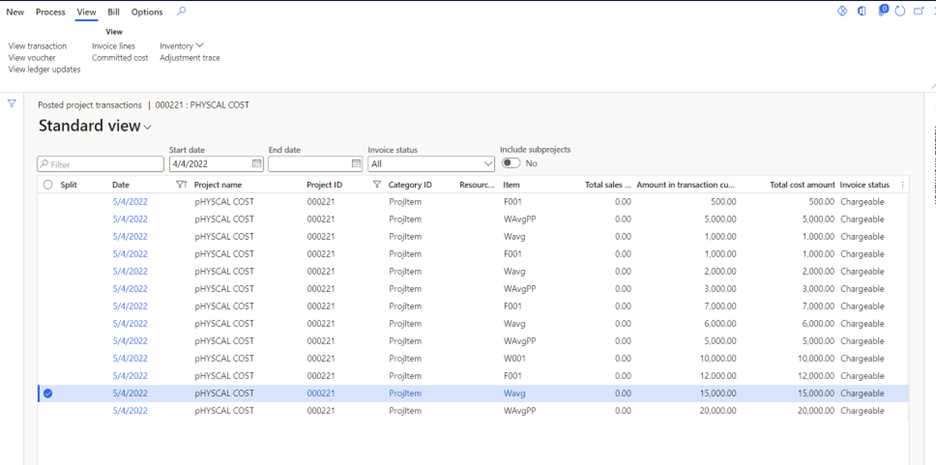 New Process View Bill Options
0
View
View transaction Invoice lines Inventory
View voucher Committed cost Adjustment trace
View ledger updates
Posted project transactions | 000221 : PHYSCAL COST
Standard view
Start date End date Invoice status Include subprojects
Filter 4/4/2022 All No
Split Date Project name Project ID Category ID Resourc... Item Total sales ... Amount in transaction cu... Total cost amount Invoice status
5/4/2022 pHYSCAL COST 000221 ProjItem F001 0.00 500.00 500.00 Chargeable
5/4/2022 pHYSCAL COST 000221 ProjItem WAvgPP 0.00 5,000.00 5,000.00 Chargeable
5/4/2022 pHYSCAL COST 000221 ProjItem Wavg 0.00 1,000.00 1,000.00 Chargeable
5/4/2022 pHYSCAL COST 000221 ProjItem F001 0.00 1,000.00 1,000.00 Chargeable
5/4/2022 pHYSCAL COST 000221 ProjItem Wavg 0.00 2,000.00 2,000.00 Chargeable
5/4/2022 pHYSCAL COST 000221 ProjItem WAvgPP 0.00 3,000.00 3,000.00 Chargeable
5/4/2022 pHYSCAL COST 000221 ProjItem F001 0.00 7,000.00 7,000.00 Chargeable
5/4/2022 pHYSCAL COST 000221 ProjItem Wavg 0.00 6,000.00 6,000.00 Chargeable
5/4/2022 pHYSCAL COST 000221 ProjItem WAvgPP 0.00 5,000.00 5,000.00 Chargeable
5/4/2022 pHYSCAL COST 000221 ProjItem W001 0.00 10,000.00 10,000.00 Chargeable
5/4/2022 pHYSCAL COST 000221 ProjItem F001 0.00 12,000.00 12,000.00 Chargeable
5/4/2022 pHYSCAL COST 000221 ProjItem Wavg 0.00 15,000.00 15,000.00 Chargeable
5/4/2022 pHYSCAL COST 000221 ProjItem WAvgPP 0.00 20,000.00 20,000.00 Chargeable